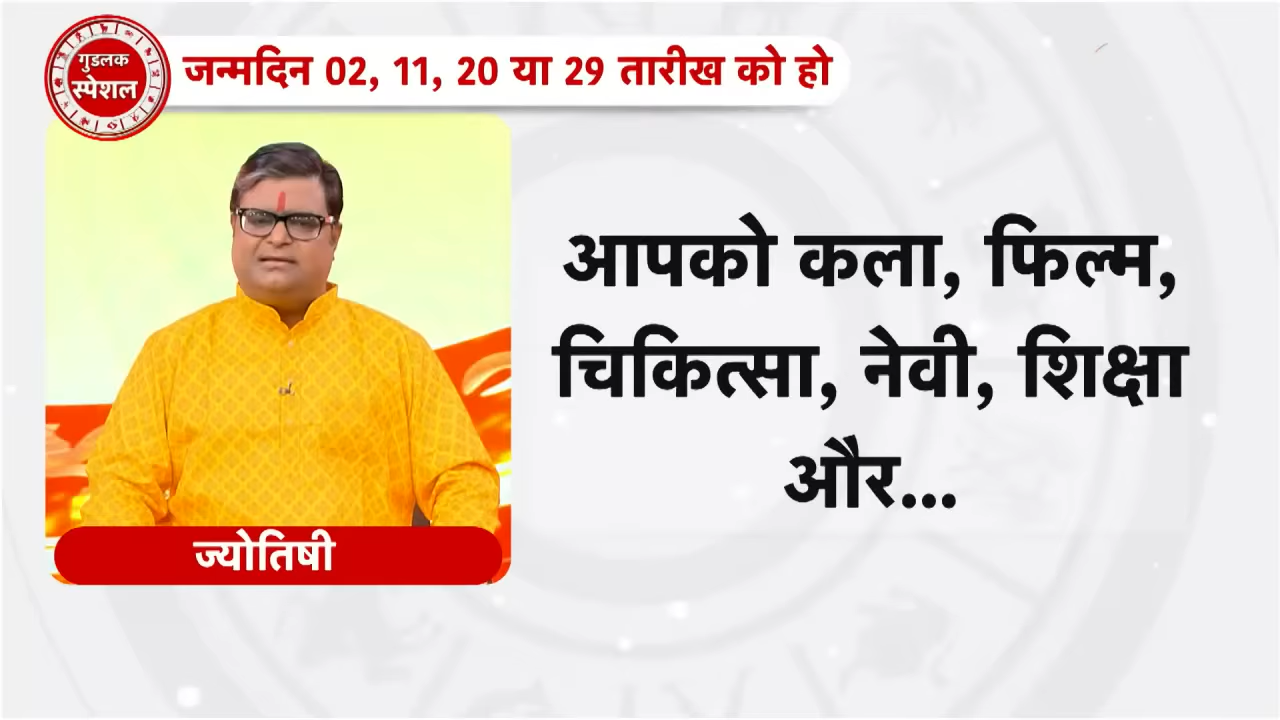 गुडलक
स्पेशल
जन्मदिन 02, 11, 20 या 29 तारीख को हो
आपको कला, फिल्म,
चिकित्सा, नेवी, शिक्षा
और...
ज्योतिषी